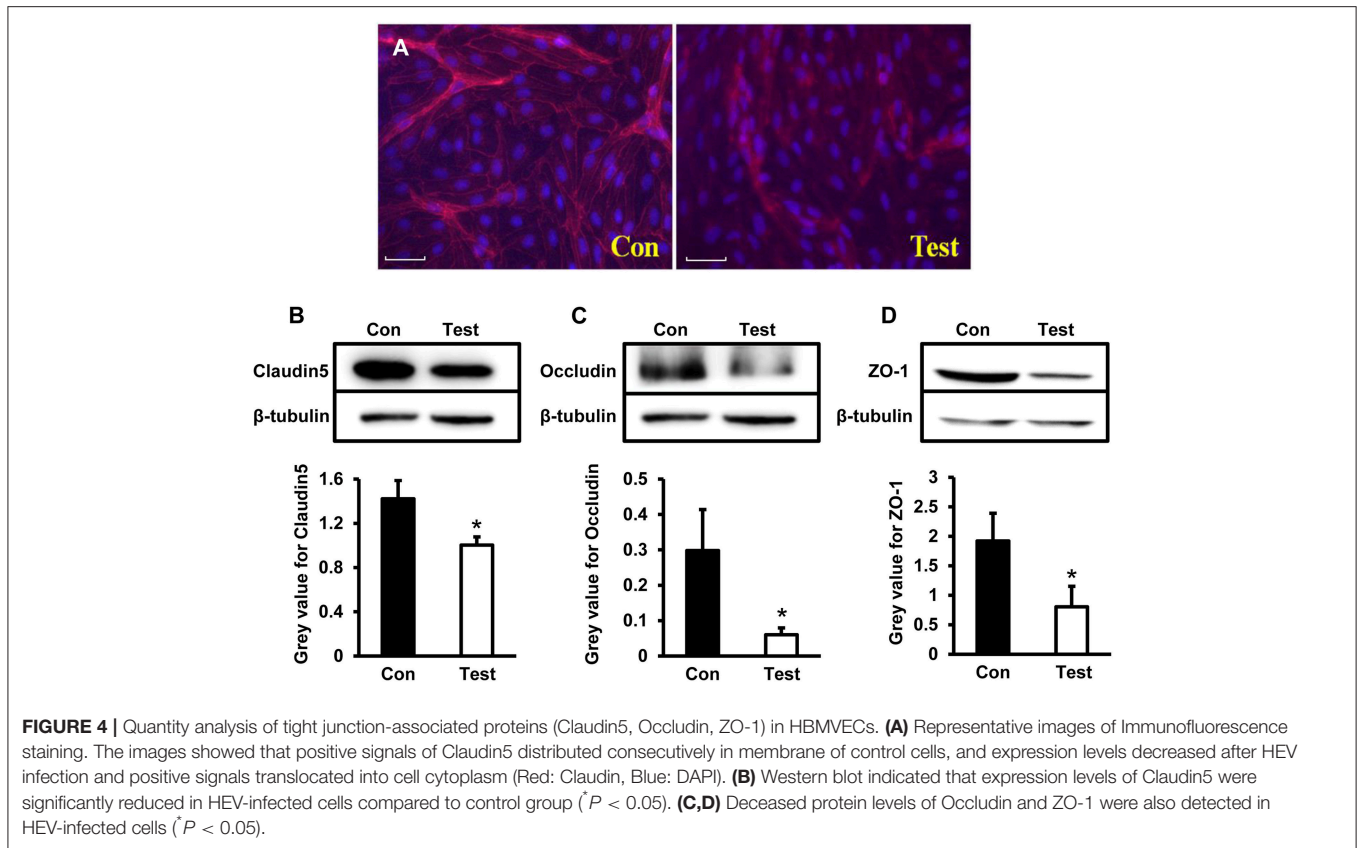 A
Con
Test
B
Con Test
Claudin5
β-tubulin
Grey value for Claudin5
1.6
1.2
0.8
0.4
0
*
Con Test
C
Con Test
Occludin
β-tubulin
Grey value for Occludin
0.5
0.4
0.3
0.2
0.1
0
*
Con Test
D
Con Test
ZO-1
β-tubulin
Grey value for ZO-1
3
2.5
2
1.5
1
0.5
0
*
Con Test
FIGURE 4 | Quantity analysis of tight junction-associated proteins (Claudin5, Occludin, ZO-1) in HBMVECs. (A) Representative images of Immunofluorescence
staining. The images showed that positive signals of Claudin5 distributed consecutively in membrane of control cells, and expression levels decreased after HEV
infection and positive signals translocated into cell cytoplasm (Red: Claudin, Blue: DAPI). (B) Western blot indicated that expression levels of Claudin5 were
significantly reduced in HEV-infected cells compared to control group (*P < 0.05). (C,D) Deceased protein levels of Occludin and ZO-1 were also detected in
HEV-infected cells (*P < 0.05).